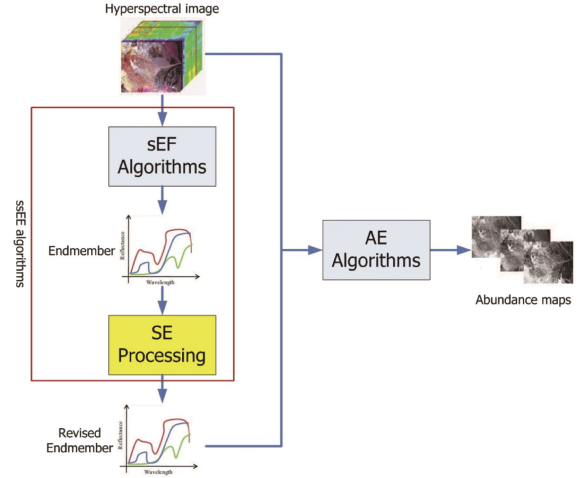 Hyperspectral image
sEF
Algorithms
ssEE algorithms
Endmember
Reflectance
Wavelength
SE
Processing
AE
Algorithms
Abundance maps
Revised
Endmember
Reflectance
Wavelength